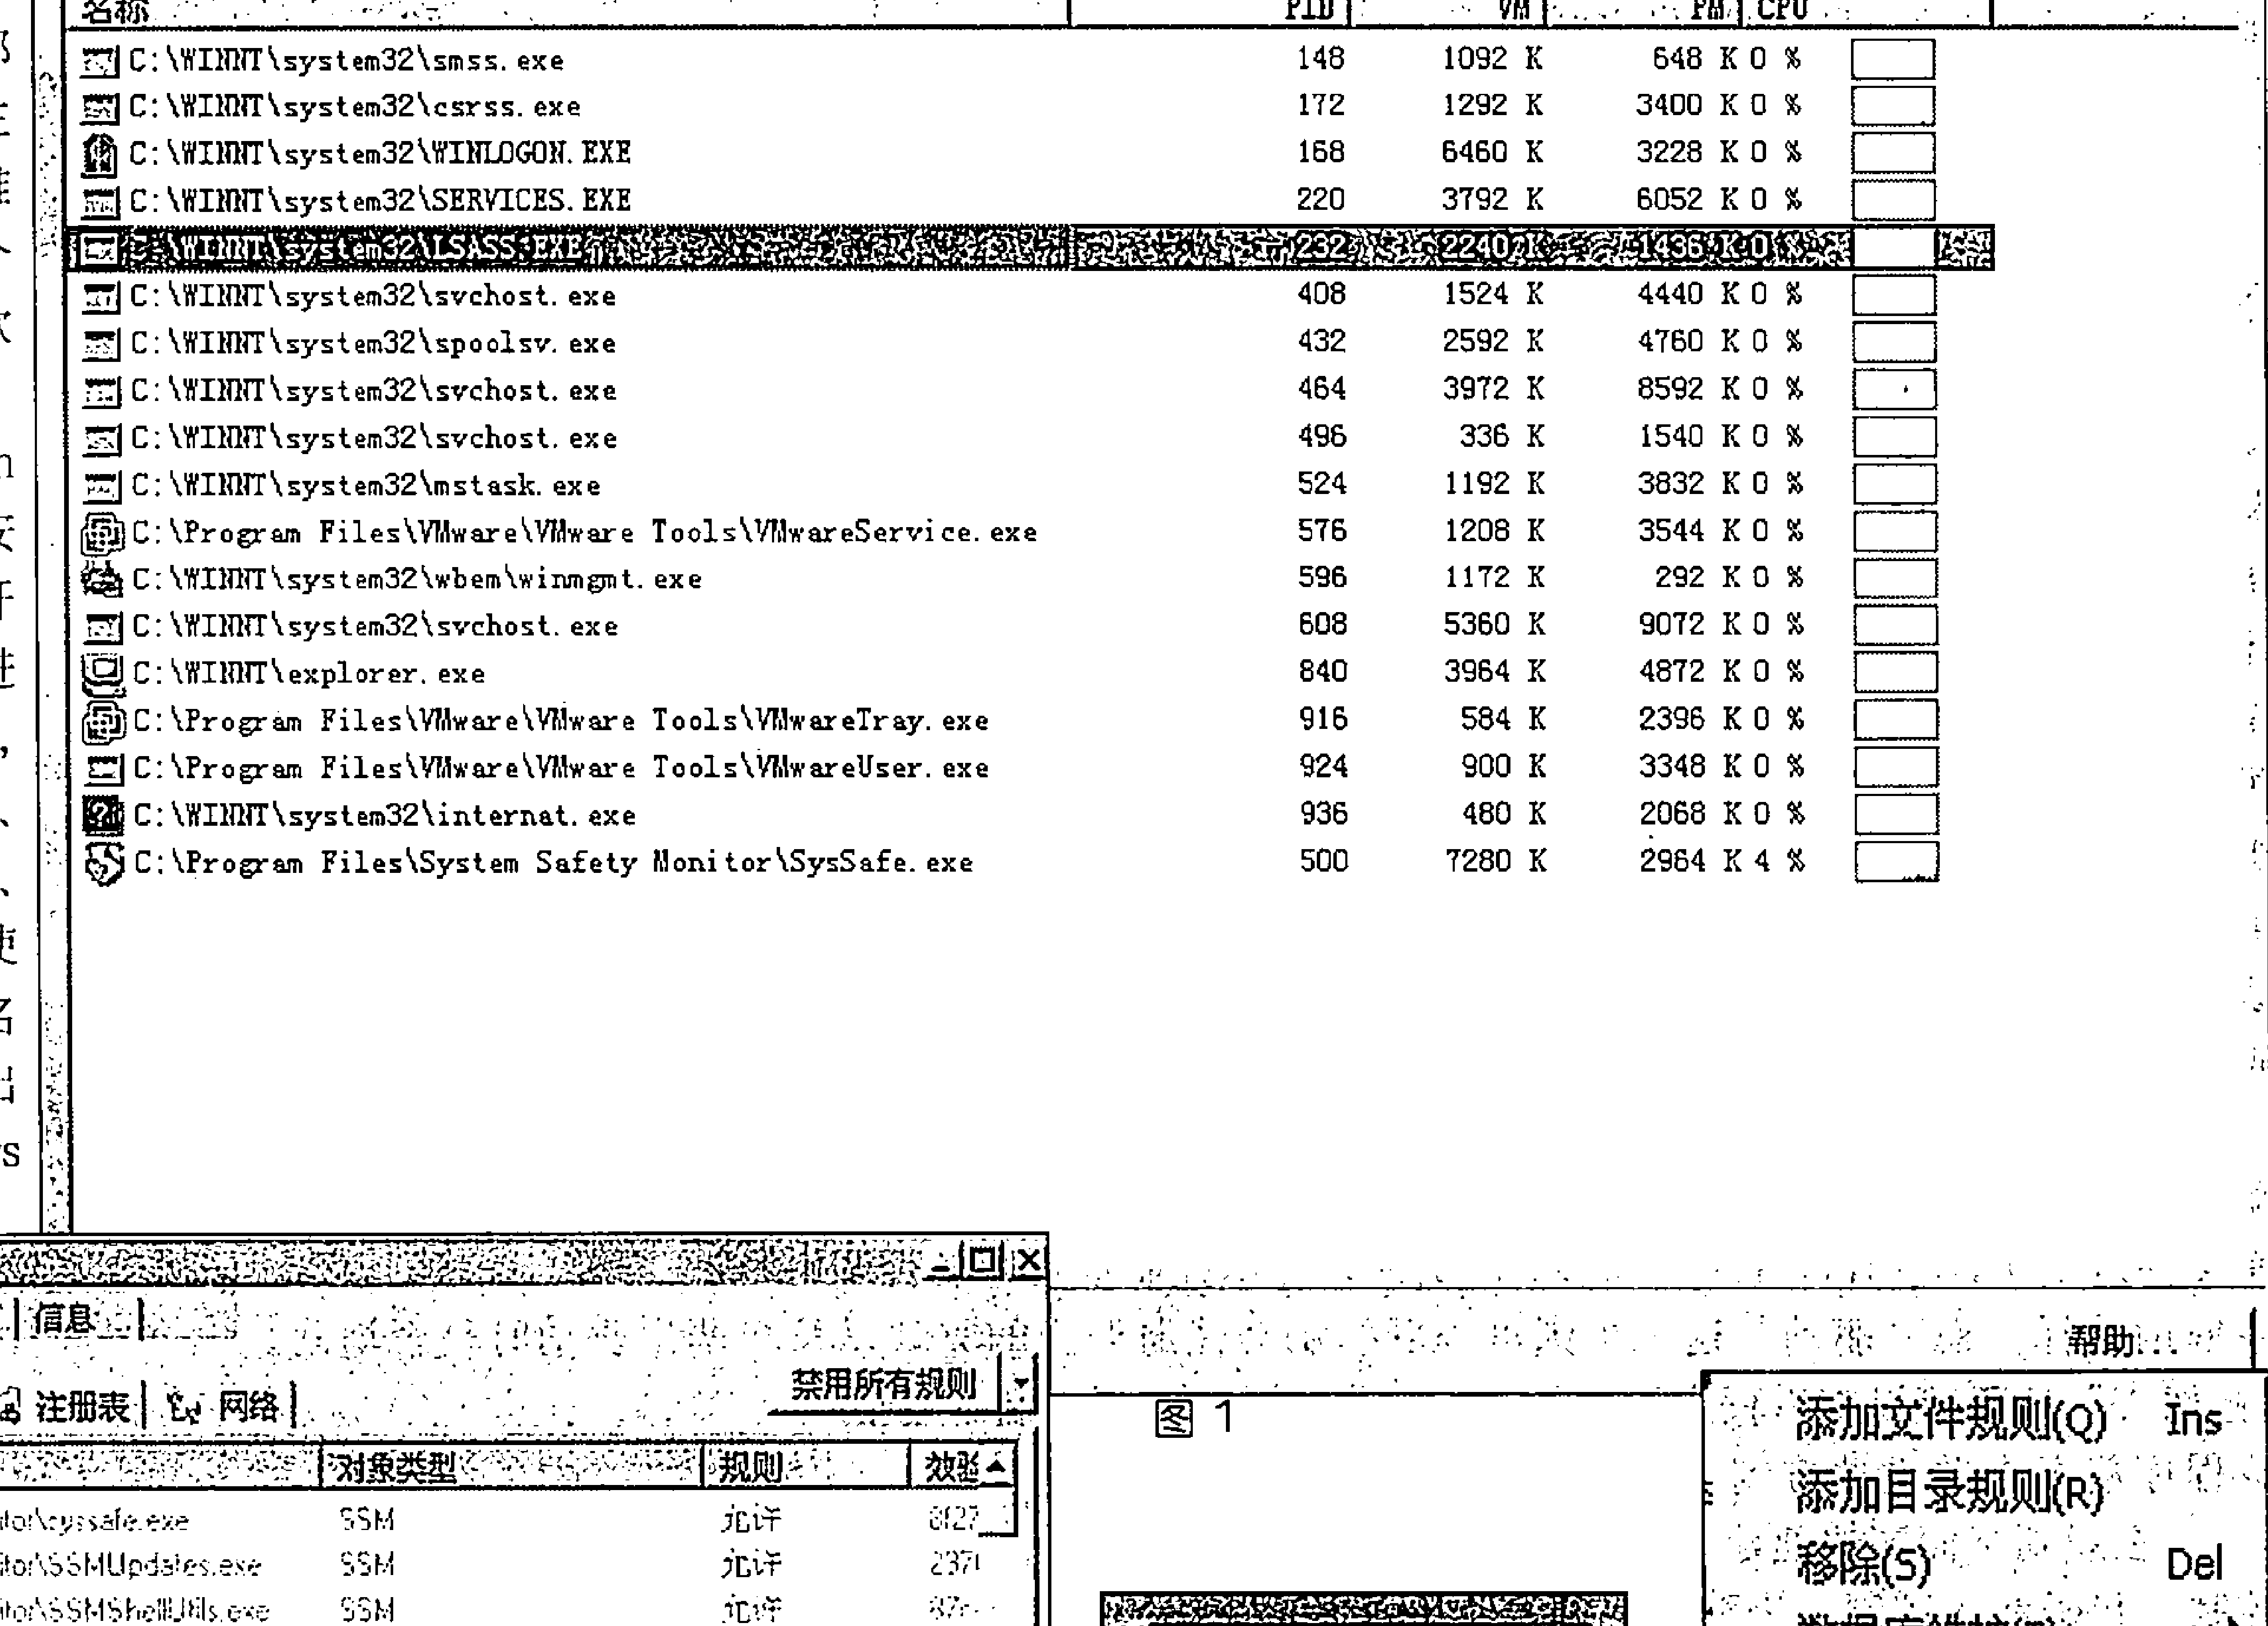 名称 PID VM PM CPU
C:\WINNT\system32\smss.exe 148 1092 K 648 K 0 %
C:\WINNT\system32\csrss.exe 172 1292 K 3400 K 0 %
C:\WINNT\system32\WINLOGON.EXE 168 6460 K 3228 K 0 %
C:\WINNT\system32\SERVICES.EXE 220 3792 K 6052 K 0 %
C:\WINNT\system32\LSASS.EXE 232 2240 K 1436 K 0 %
C:\WINNT\system32\svchost.exe 408 1524 K 4440 K 0 %
C:\WINNT\system32\spoolsv.exe 432 2592 K 4760 K 0 %
C:\WINNT\system32\svchost.exe 464 3972 K 8592 K 0 %
C:\WINNT\system32\svchost.exe 496 336 K 1540 K 0 %
C:\WINNT\system32\mstask.exe 524 1192 K 3832 K 0 %
C:\Program Files\VMware\VMware Tools\VMwareService.exe 576 1208 K 3544 K 0 %
C:\WINNT\system32\wbem\winmgmt.exe 596 1172 K 292 K 0 %
C:\WINNT\system32\svchost.exe 608 5360 K 9072 K 0 %
C:\WINNT\explorer.exe 840 3964 K 4872 K 0 %
C:\Program Files\VMware\VMware Tools\VMwareTray.exe 916 584 K 2396 K 0 %
C:\Program Files\VMware\VMware Tools\VMwareUser.exe 924 900 K 3348 K 0 %
C:\WINNT\system32\internat.exe 936 480 K 2068 K 0 %
C:\Program Files\System Safety Monitor\SysSafe.exe 500 7280 K 2964 K 4 %
信息
禁用所有规则
注册表 网络
对象类型 规则 效验
itor\syssafe.exe SSM 允许
itor\SSMUpdates.exe SSM 允许
itor\SSMShellUtils.exe SSM 允许
图 1
帮助
添加文件规则(Q) Ins
添加目录规则(R)
移除(S) Del